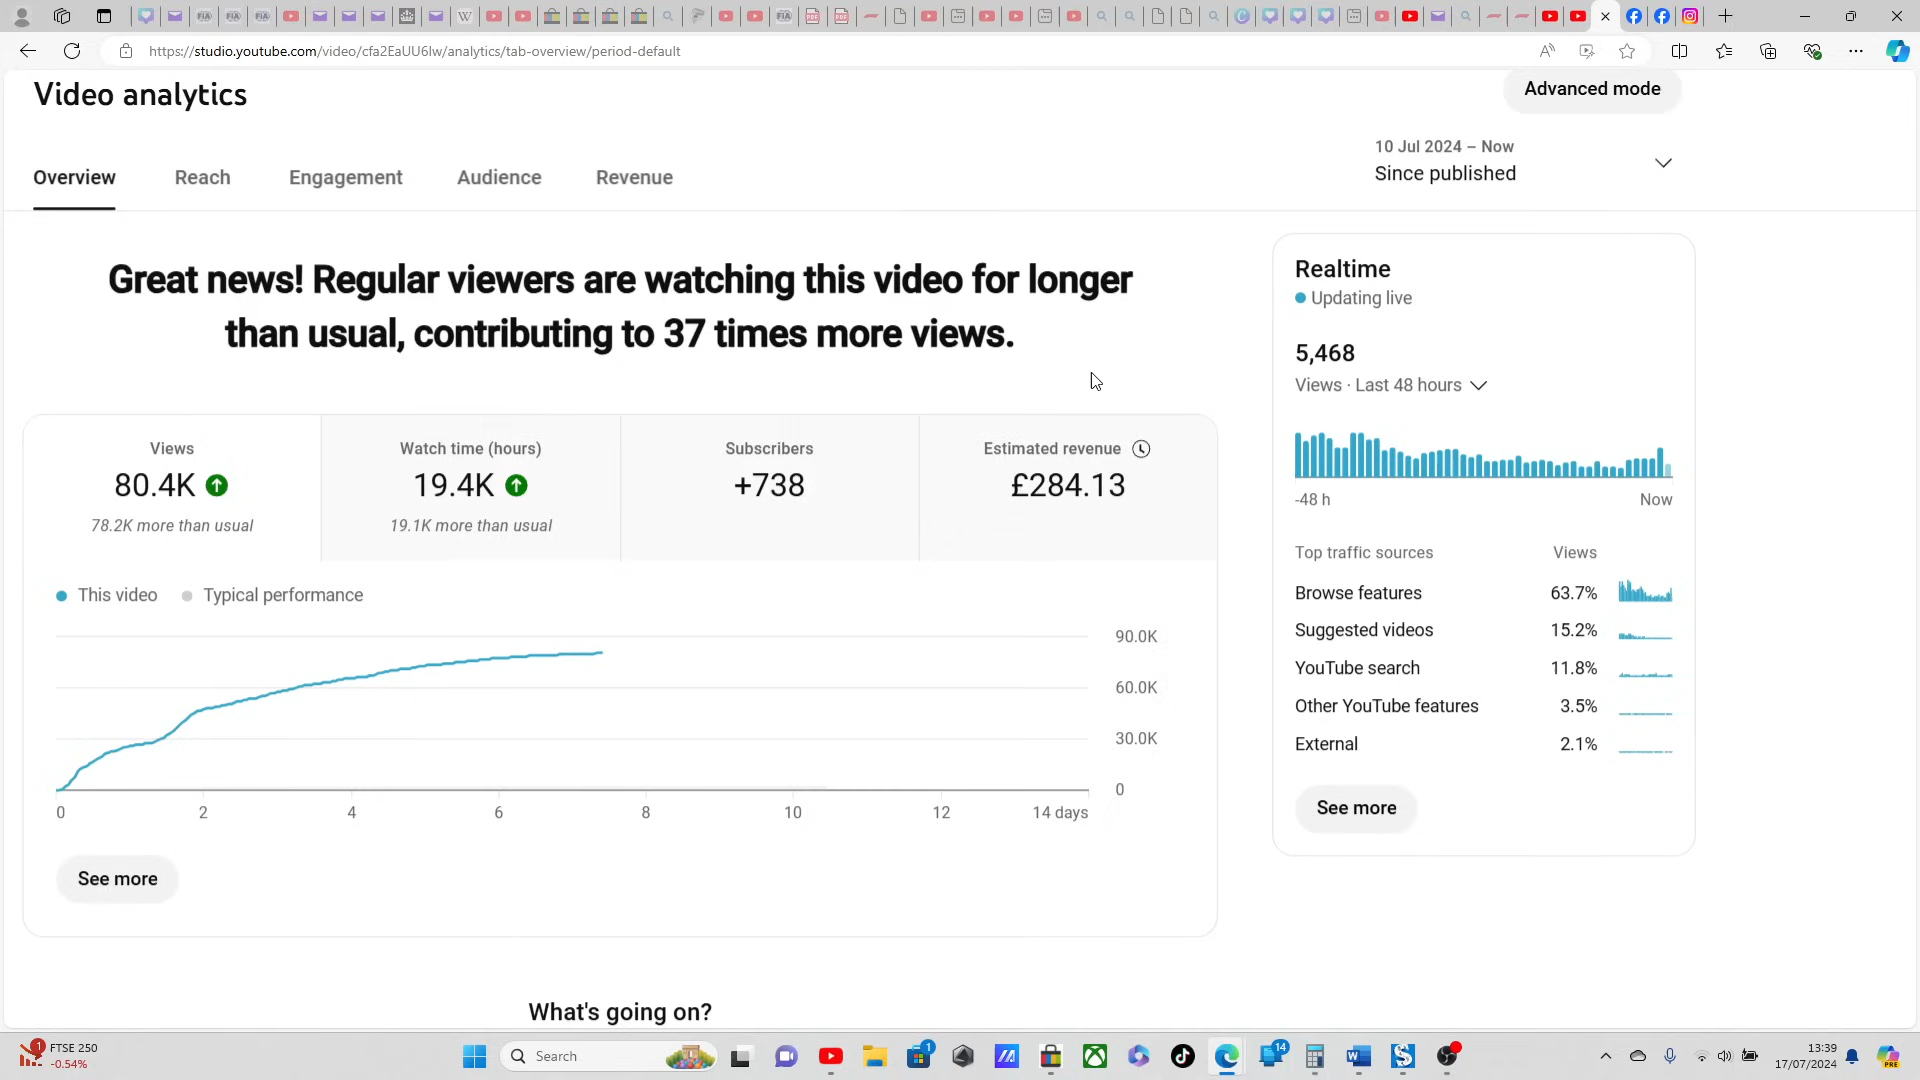 https://studio.youtube.com/video/cfa2EaUU6lw/analytics/tab-overview/period-default
Video analytics
Advanced mode
10 Jul 2024 – Now
Since published
Overview
Reach
Engagement
Audience
Revenue
Great news! Regular viewers are watching this video for longer
than usual, contributing to 37 times more views.
Views
80.4K
78.2K more than usual
Watch time (hours)
19.4K
19.1K more than usual
Subscribers
+738
Estimated revenue
£284.13
This video
Typical performance
90.0K
60.0K
30.0K
0
0 2 4 6 8 10 12 14 days
See more
Realtime
Updating live
5,468
Views · Last 48 hours
-48 h Now
Top traffic sources Views
Browse features 63.7%
Suggested videos 15.2%
YouTube search 11.8%
Other YouTube features 3.5%
External 2.1%
See more
What's going on?
1
FTSE 250
-0.54%
Search
1
14
13:39
17/07/2024
PRE